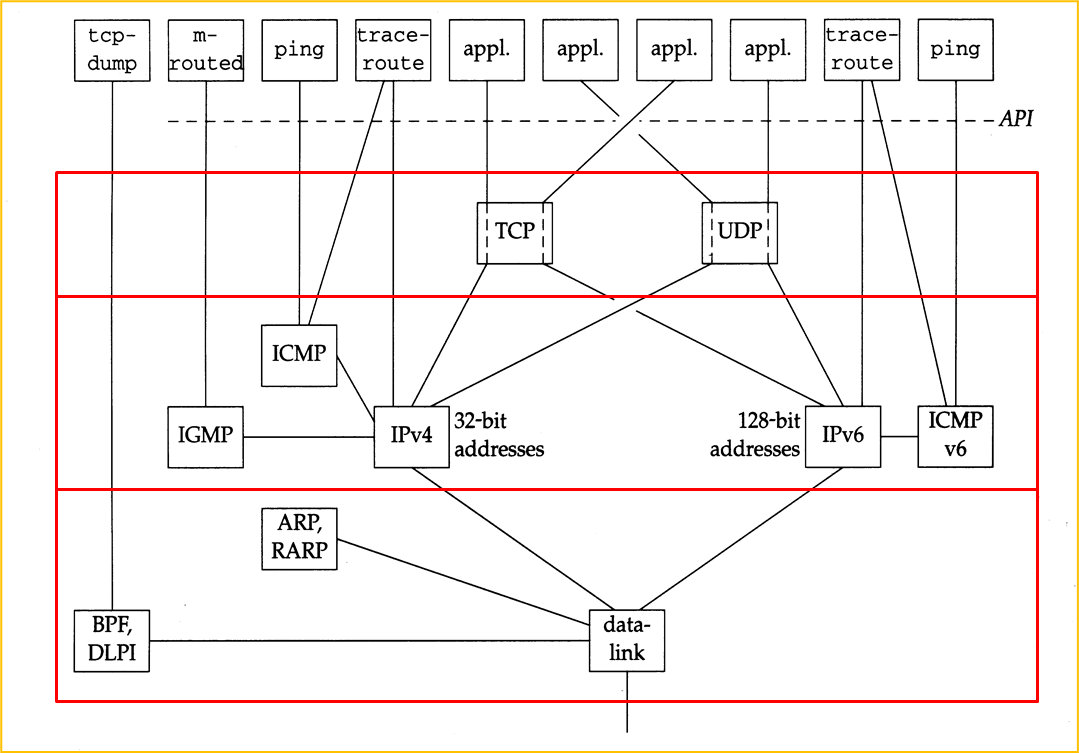 tcp-
dump
m-
routed
ping
trace-
route
appl.
appl.
appl.
appl.
trace-
route
ping
API
TCP
UDP
ICMP
IGMP
IPv4
32-bit
addresses
128-bit
addresses
IPv6
ICMP
v6
ARP,
RARP
BPF,
DLPI
data-
link